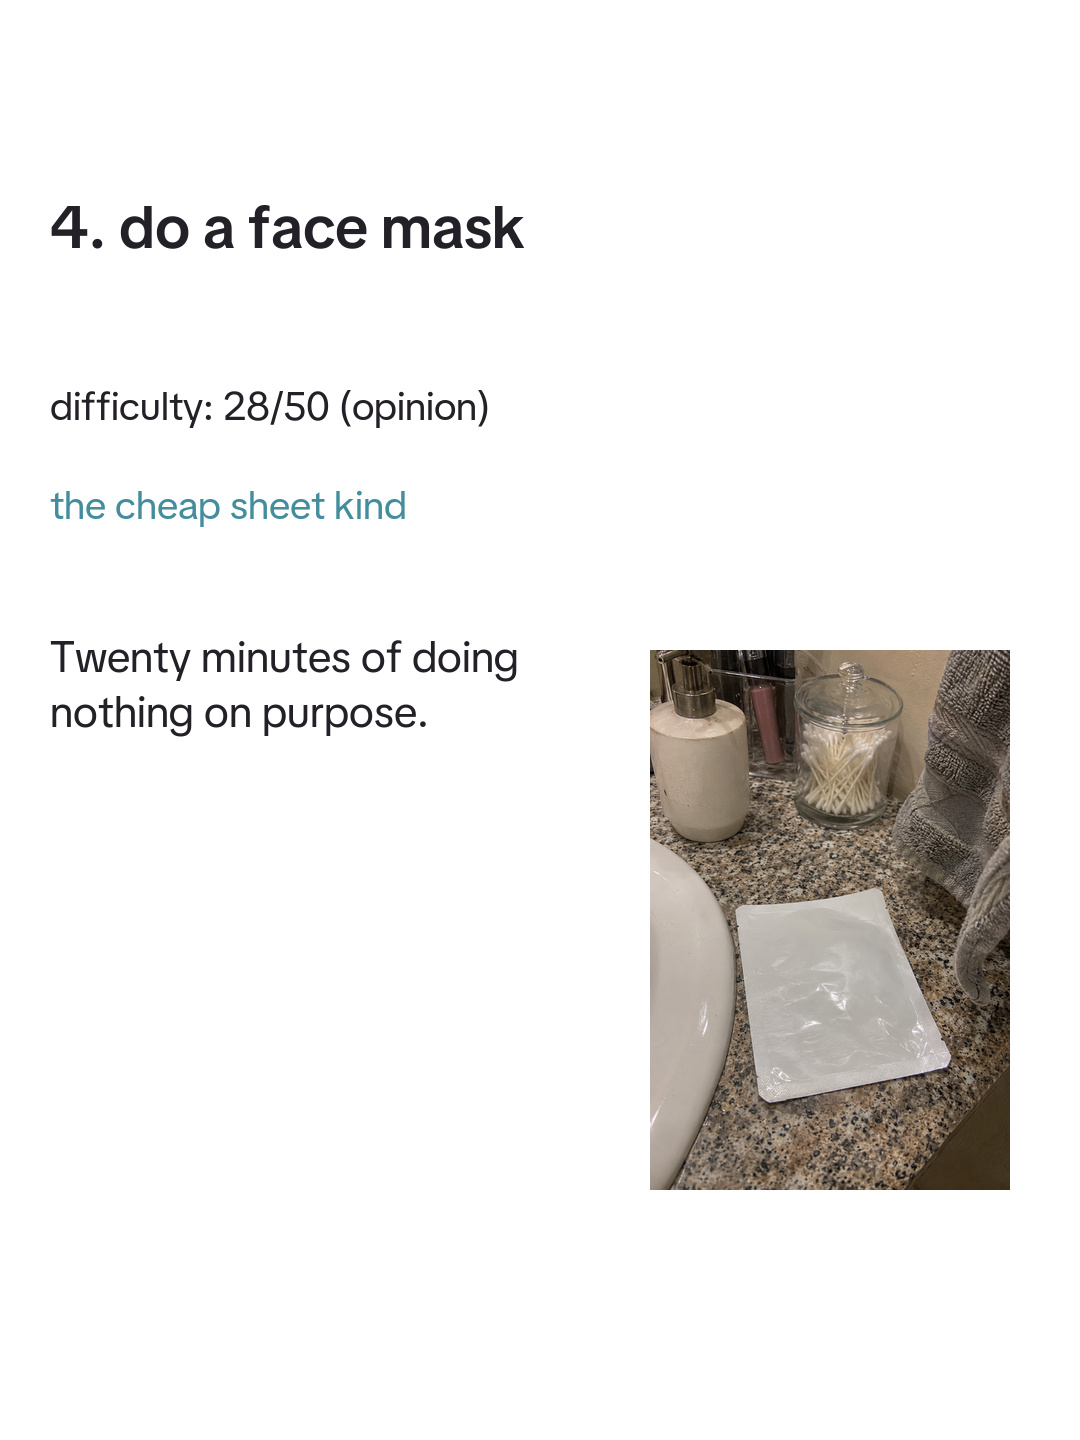 4. do a face mask
difficulty: 28/50 (opinion)
the cheap sheet kind
Twenty minutes of doing
nothing on purpose.